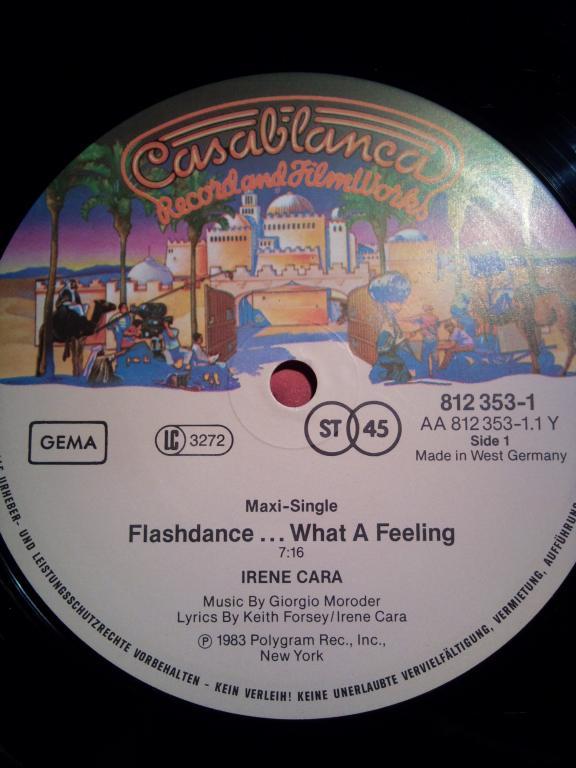 Casablanca
Record and FilmWorks
812 353-1
AA 812 353-1.1 Y
Side 1
Made in West Germany
GEMA
LC 3272
ST 45
Maxi-Single
Flashdance ... What A Feeling
7:16
IRENE CARA
Music By Giorgio Moroder
Lyrics By Keith Forsey/Irene Cara
℗ 1983 Polygram Rec., Inc.,
New York
URHEBER- UND LEISTUNGSSCHUTZRECHTE VORBEHALTEN - KEIN VERLEIH! KEINE UNERLAUBTE VERVIELFÄLTIGUNG, VERMIETUNG, AUFFÜHRUNG